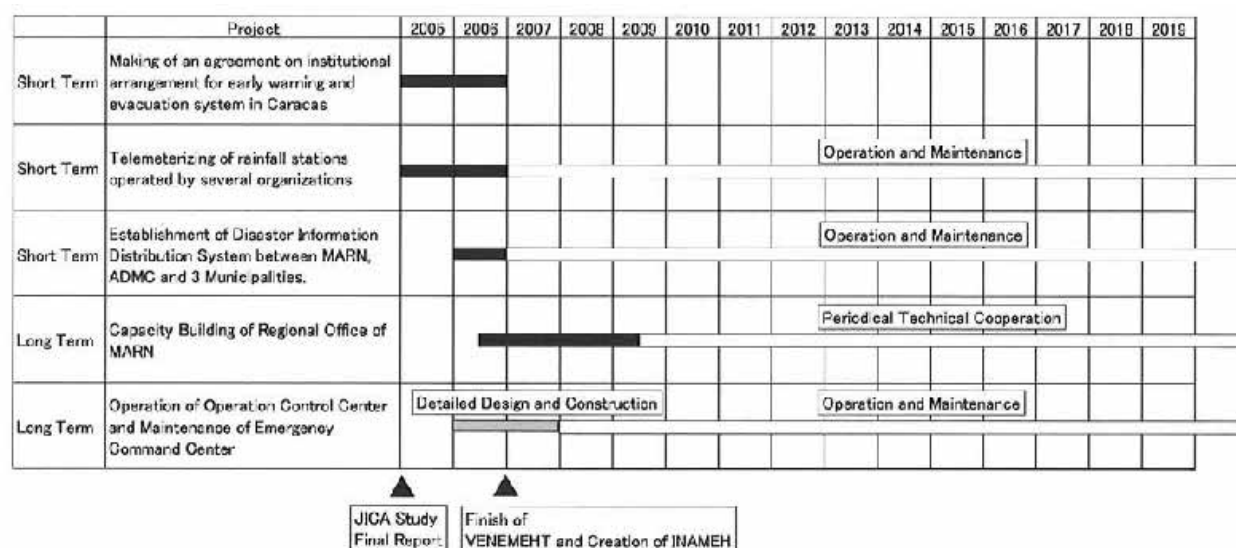 Project 2005 2006 2007 2008 2009 2010 2011 2012 2013 2014 2015 2016 2017 2018 2019
Short Term
Making of an agreement on institutional
arrangement for early warning and
evacuation system in Caracas
Short Term
Telemeterizing of rainfall stations
operated by several organizations
Operation and Maintenance
Short Term
Establishment of Disaster Information
Distribution System between MARN,
ADMC and 3 Municipalities.
Operation and Maintenance
Long Term
Capacity Building of Regional Office of
MARN
Periodical Technical Cooperation
Long Term
Operation of Operation Control Center
and Maintenance of Emergency
Command Center
Detailed Design and Construction
Operation and Maintenance
JICA Study
Final Report
Finish of
VENEMEHT and Creation of INAMEH